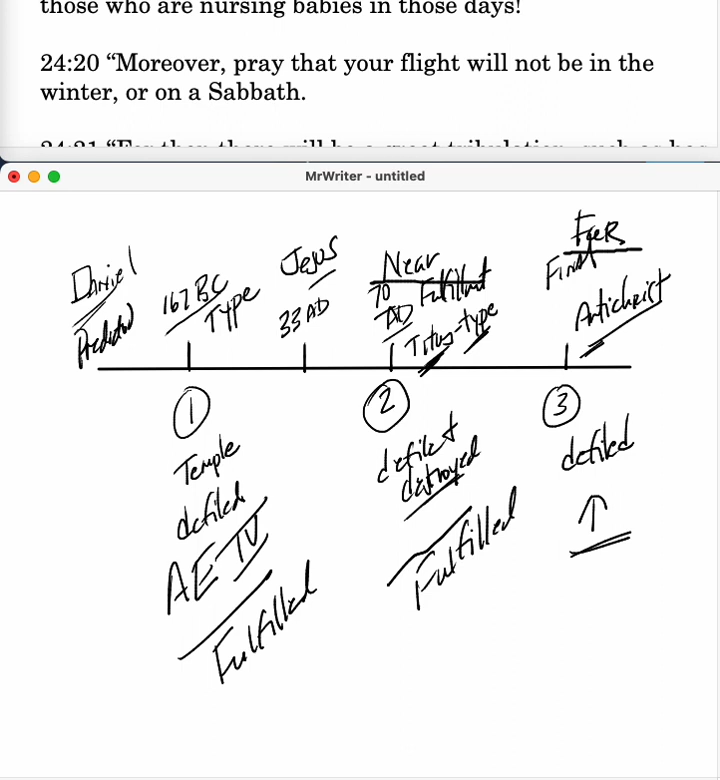 those who are nursing babies in those days!
24:20 “Moreover, pray that your flight will not be in the
winter, or on a Sabbath.
MrWriter - untitled
Daniel
Predicted
167 BC
Type
Jesus
33 AD
Near
70 Fulfillment
AD
Titus-type
Far
Final
Antichrist
1
2
3
Temple
defiled
AE IV
Fulfilled
defiled +
destroyed
Fulfilled
defiled
↑